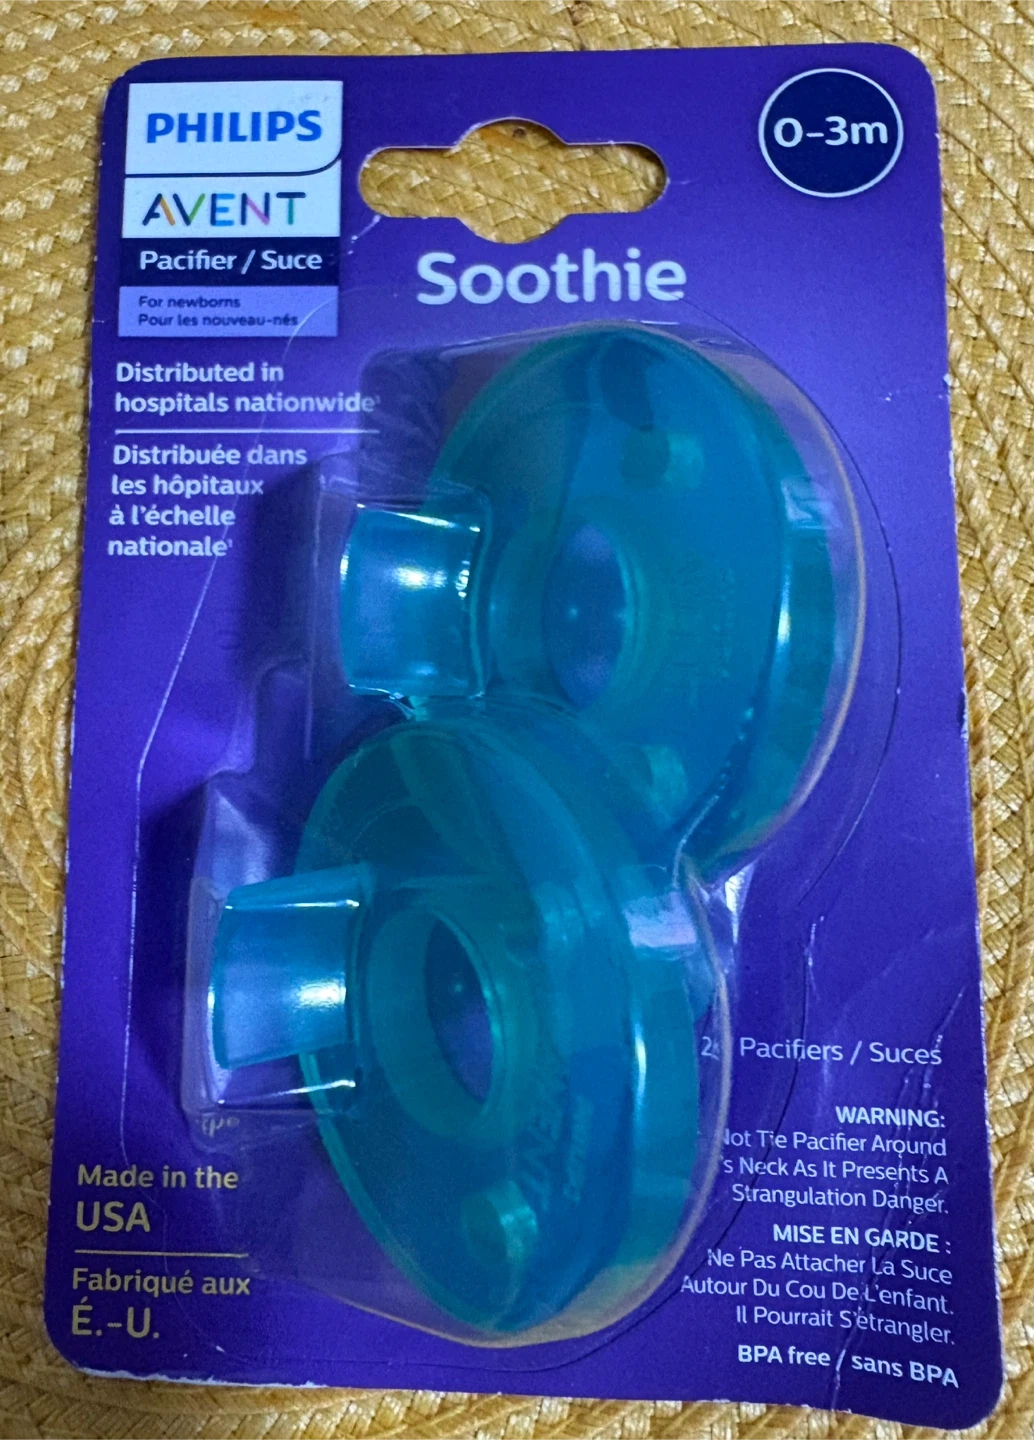 PHILIPS
AVENT
Pacifier / Suce
For newborns
Pour les nouveau-nés
0-3m
Soothie
Distributed in
hospitals nationwide¹
Distribuée dans
les hôpitaux
à l'échelle
nationale¹
2 Pacifiers / Suces
WARNING:
Not Tie Pacifier Around
's Neck As It Presents A
Strangulation Danger.
MISE EN GARDE :
Ne Pas Attacher La Suce
Autour Du Cou De L'enfant.
Il Pourrait S'étrangler.
BPA free / sans BPA
Made in the
USA
Fabriqué aux
É.-U.